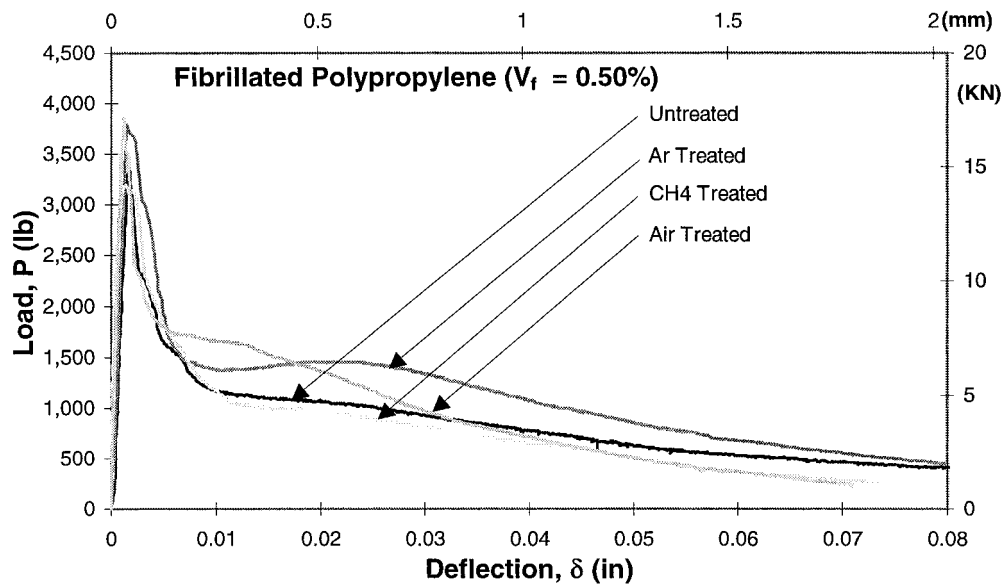 0 0.5 1 1.5 2 (mm)
4,500 20
Fibrillated Polypropylene (Vf = 0.50%)
(KN)
4,000
Untreated
3,500 15
Ar Treated
3,000
CH4 Treated
2,500
Air Treated
2,000 10
1,500
1,000 5
500
0 0
Load, P (lb)
0 0.01 0.02 0.03 0.04 0.05 0.06 0.07 0.08
Deflection, δ (in)